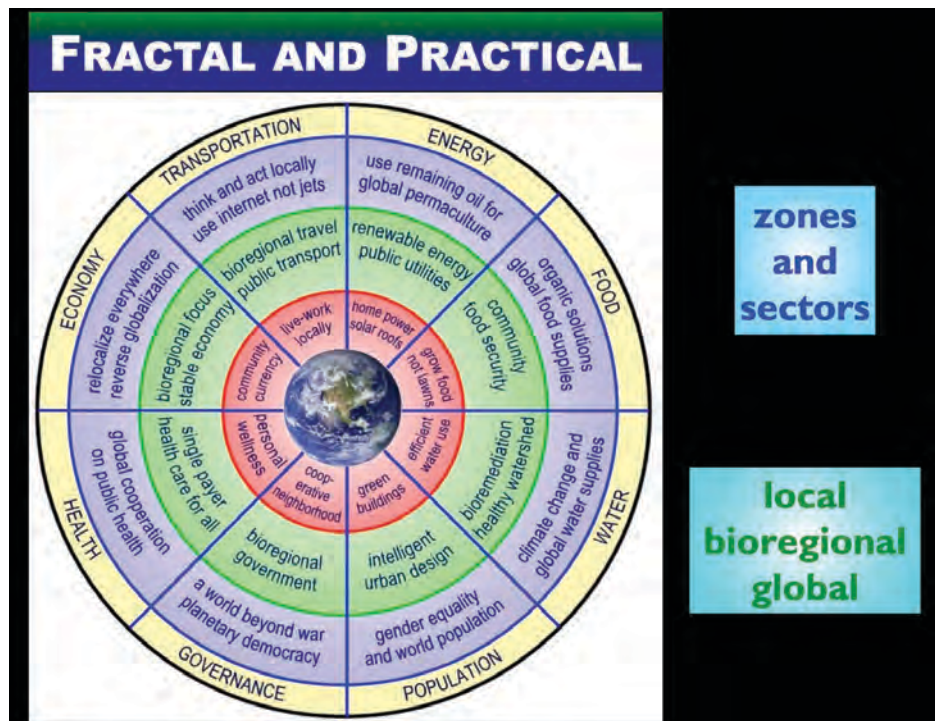 FRACTAL AND PRACTICAL
TRANSPORTATION
think and act locally
use internet not jets
bioregional travel
public transport
live-work
locally
ENERGY
use remaining oil for
global permaculture
renewable energy
public utilities
home power
solar roofs
FOOD
organic solutions
global food supplies
community
food security
grow food
not lawns
WATER
climate change and
global water supplies
bioremediation
healthy watershed
efficient
water use
POPULATION
gender equality
and world population
intelligent
urban design
green
buildings
GOVERNANCE
a world beyond war
planetary democracy
bioregional
government
coop-
erative
neighborhood
HEALTH
global cooperation
on public health
single payer
health care for all
personal
wellness
ECONOMY
relocalize everywhere
reverse globalization
bioregional focus
stable economy
community
currency
zones
and
sectors
local
bioregional
global